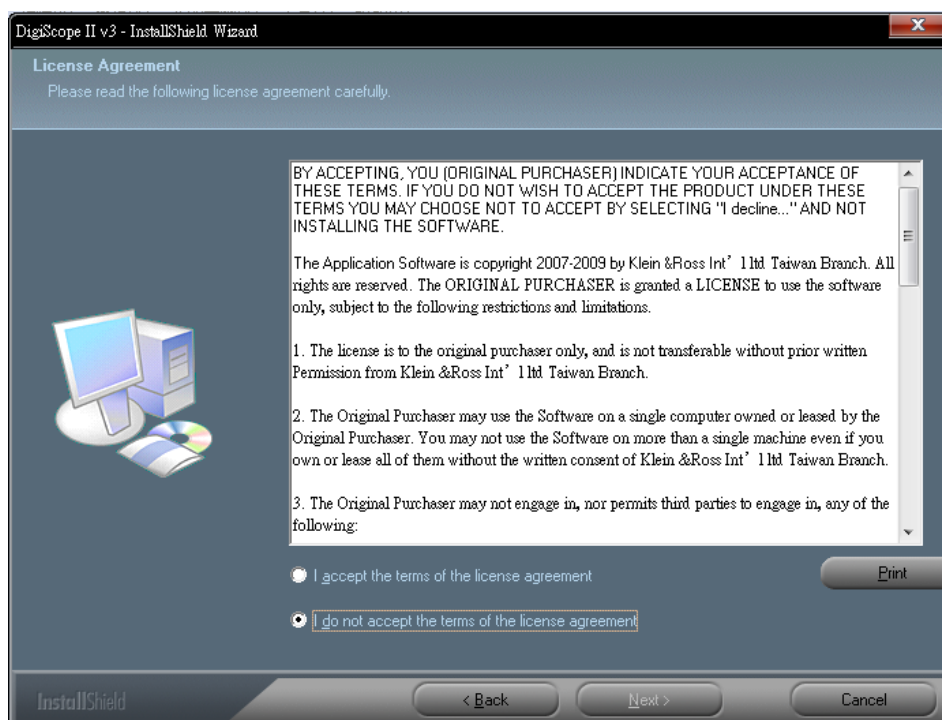 DigiScope II v3 - InstallShield Wizard
License Agreement
Please read the following license agreement carefully.
BY ACCEPTING, YOU (ORIGINAL PURCHASER) INDICATE YOUR ACCEPTANCE OF
THESE TERMS. IF YOU DO NOT WISH TO ACCEPT THE PRODUCT UNDER THESE
TERMS YOU MAY CHOOSE NOT TO ACCEPT BY SELECTING "I decline..." AND NOT
INSTALLING THE SOFTWARE.
The Application Software is copyright 2007-2009 by Klein &Ross Int’ l ltd Taiwan Branch. All
rights are reserved. The ORIGINAL PURCHASER is granted a LICENSE to use the software
only, subject to the following restrictions and limitations.
1. The license is to the original purchaser only, and is not transferable without prior written
Permission from Klein &Ross Int’ l ltd Taiwan Branch.
2. The Original Purchaser may use the Software on a single computer owned or leased by the
Original Purchaser. You may not use the Software on more than a single machine even if you
own or lease all of them without the written consent of Klein &Ross Int’ l ltd Taiwan Branch.
3. The Original Purchaser may not engage in, nor permits third parties to engage in, any of the
following:
I accept the terms of the license agreement
Print
I do not accept the terms of the license agreement
InstallShield
< Back
Next >
Cancel